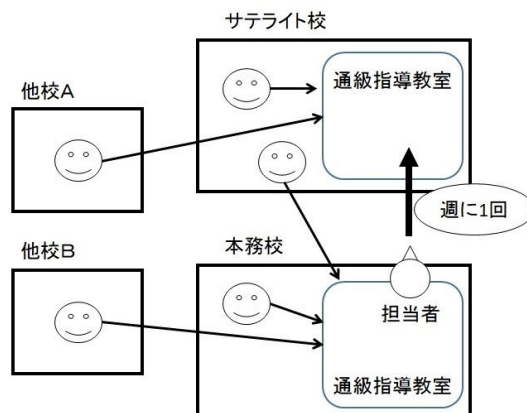 サテライト校
通級指導教室
他校A
週に1回
他校B
本務校
担当者
通級指導教室